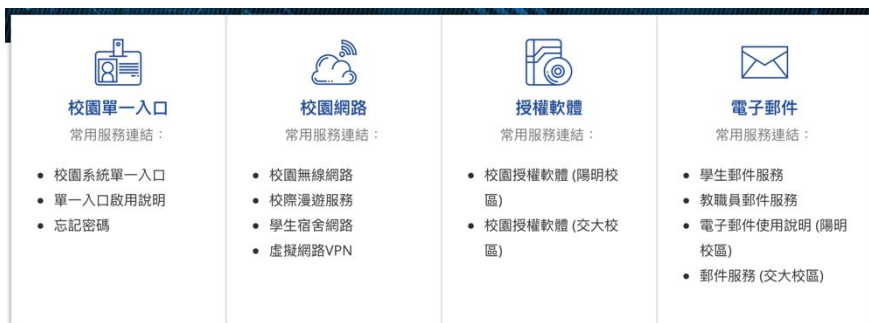 校園單一入口
常用服務連結：
• 校園系統單一入口
• 單一入口啟用說明
• 忘記密碼
校園網路
常用服務連結：
• 校園無線網路
• 校際漫遊服務
• 學生宿舍網路
• 虛擬網路VPN
授權軟體
常用服務連結：
• 校園授權軟體 (陽明校
區)
• 校園授權軟體 (交大校
區)
電子郵件
常用服務連結：
• 學生郵件服務
• 教職員郵件服務
• 電子郵件使用說明 (陽明
校區)
• 郵件服務 (交大校區)